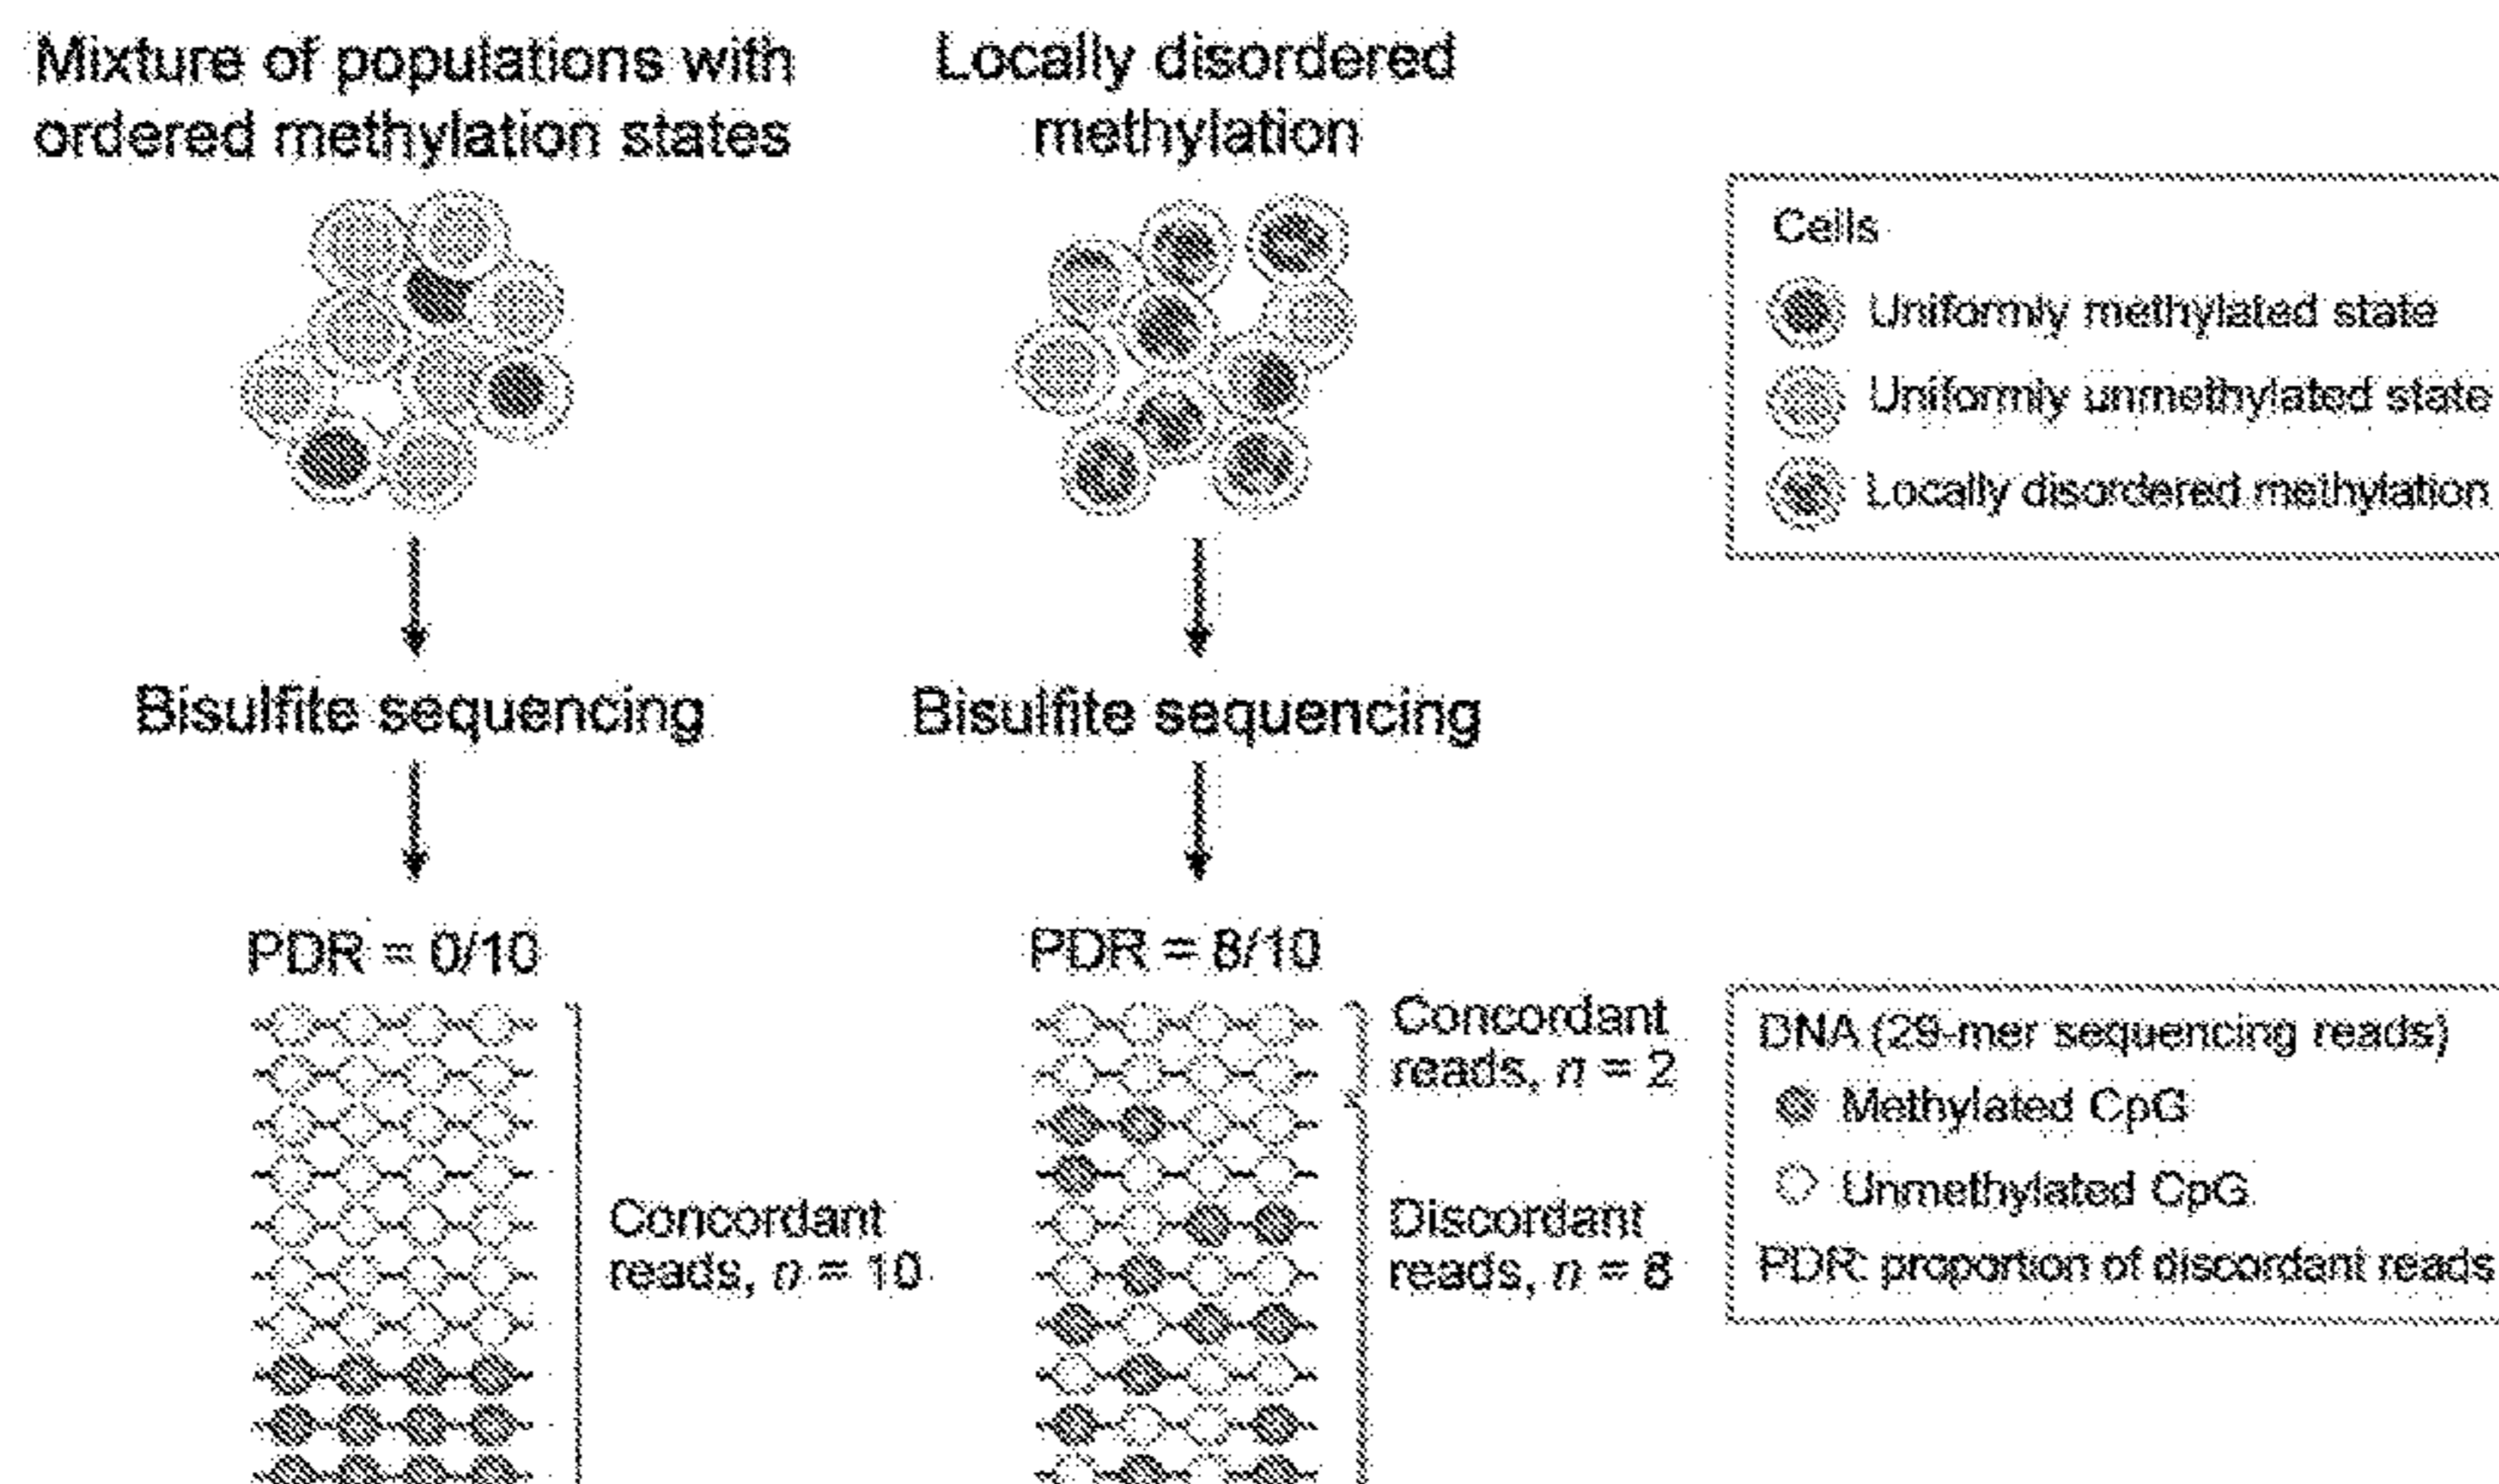 Mixture of populations with
ordered methylation states
Locally disordered
methylation
Cells
Uniformly methylated state
Uniformly unmethylated state
Locally disordered methylation
Bisulfite sequencing
Bisulfite sequencing
PDR = 0/10
Concordant
reads, n = 10
PDR = 8/10
Concordant
reads, n = 2
Discordant
reads, n = 8
DNA (29-mer sequencing reads)
Methylated CpG
Unmethylated CpG
PDR: proportion of discordant reads